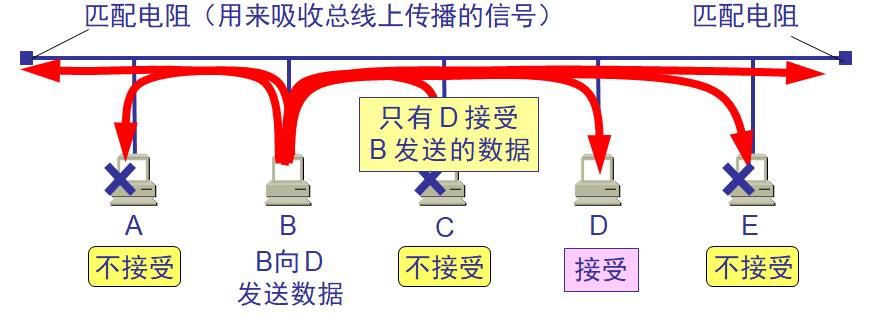 匹配电阻（用来吸收总线上传播的信号）
匹配电阻
只有 D 接受
B 发送的数据
A
B
C
D
E
不接受
B向 D
发送数据
不接受
接受
不接受